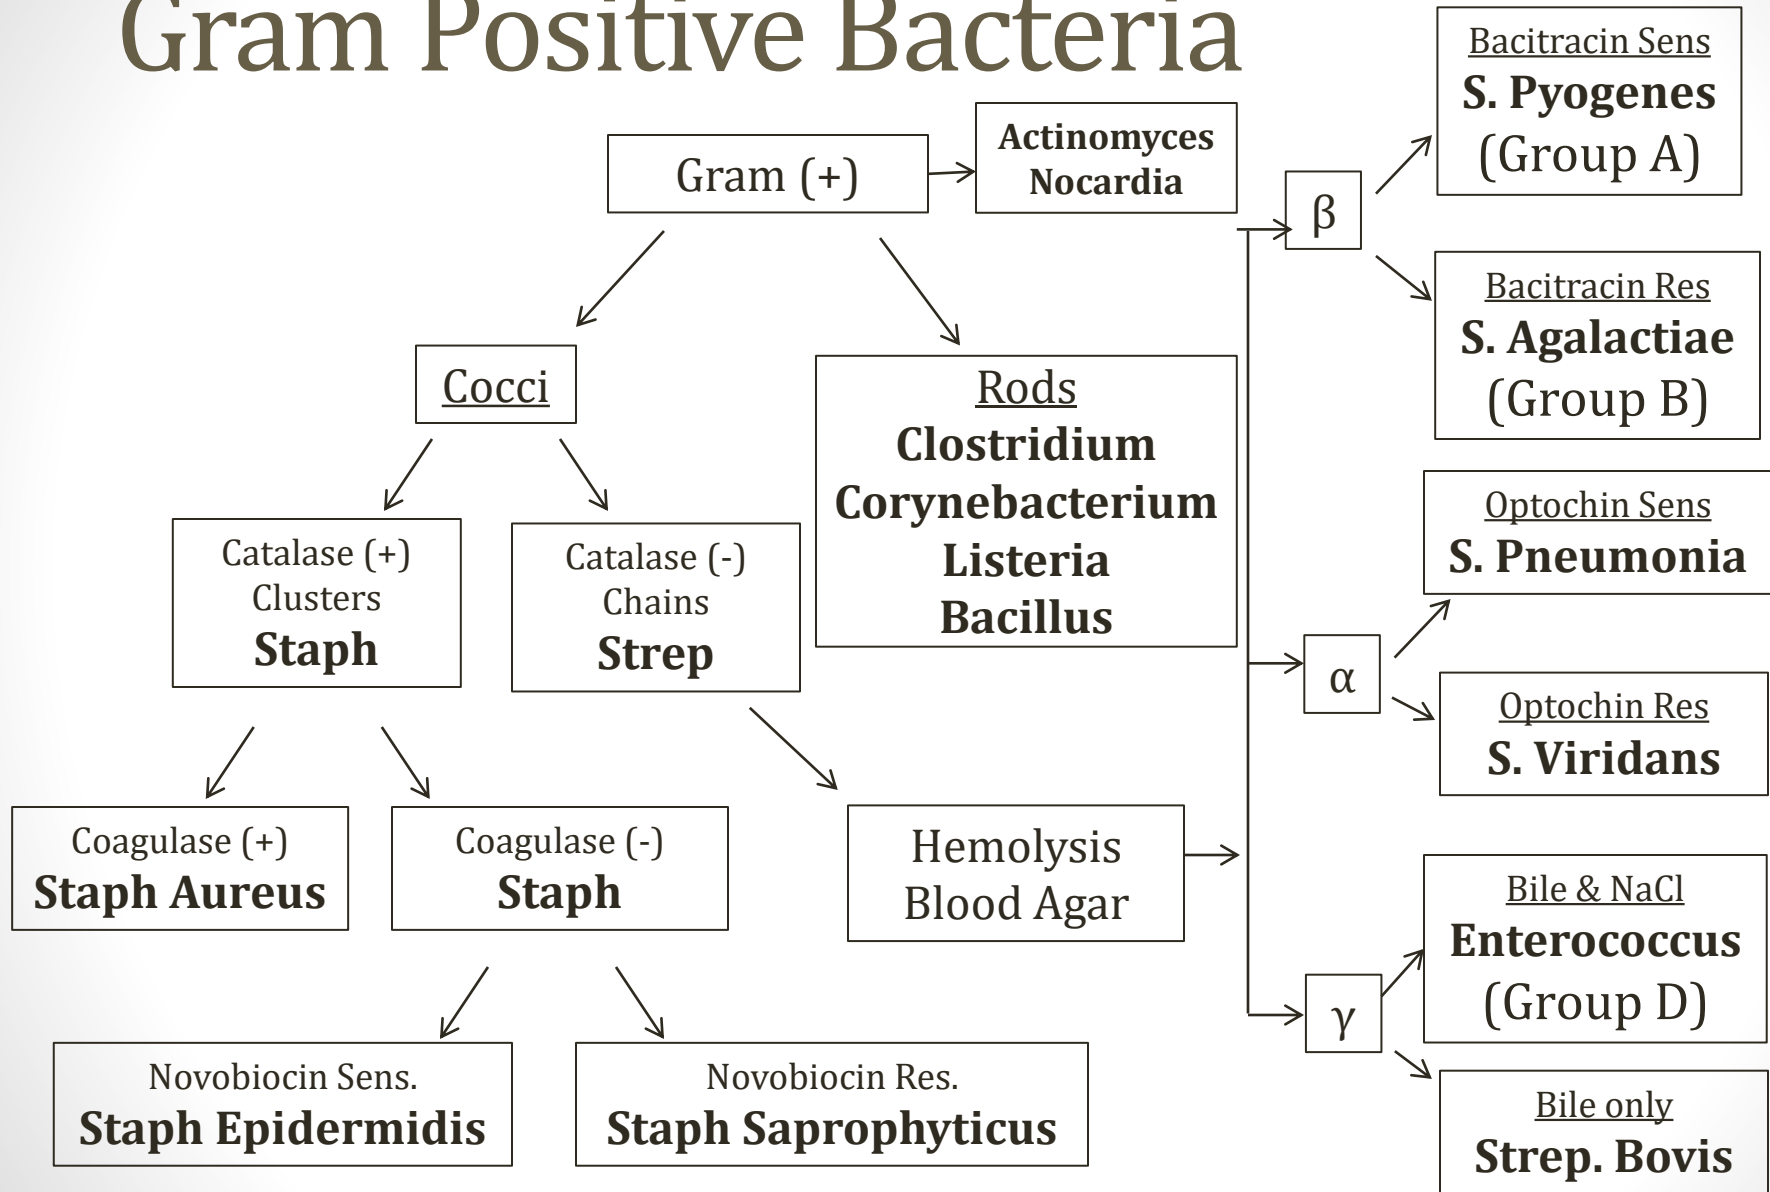 Gram Positive Bacteria
Gram (+)
Actinomyces
Nocardia
Cocci
Rods
Clostridium
Corynebacterium
Listeria
Bacillus
Catalase (+)
Clusters
Staph
Catalase (-)
Chains
Strep
Coagulase (+)
Staph Aureus
Coagulase (-)
Staph
Hemolysis
Blood Agar
Novobiocin Sens.
Staph Epidermidis
Novobiocin Res.
Staph Saprophyticus
β
Bacitracin Sens
S. Pyogenes
(Group A)
Bacitracin Res
S. Agalactiae
(Group B)
α
Optochin Sens
S. Pneumonia
Optochin Res
S. Viridans
γ
Bile & NaCl
Enterococcus
(Group D)
Bile only
Strep. Bovis